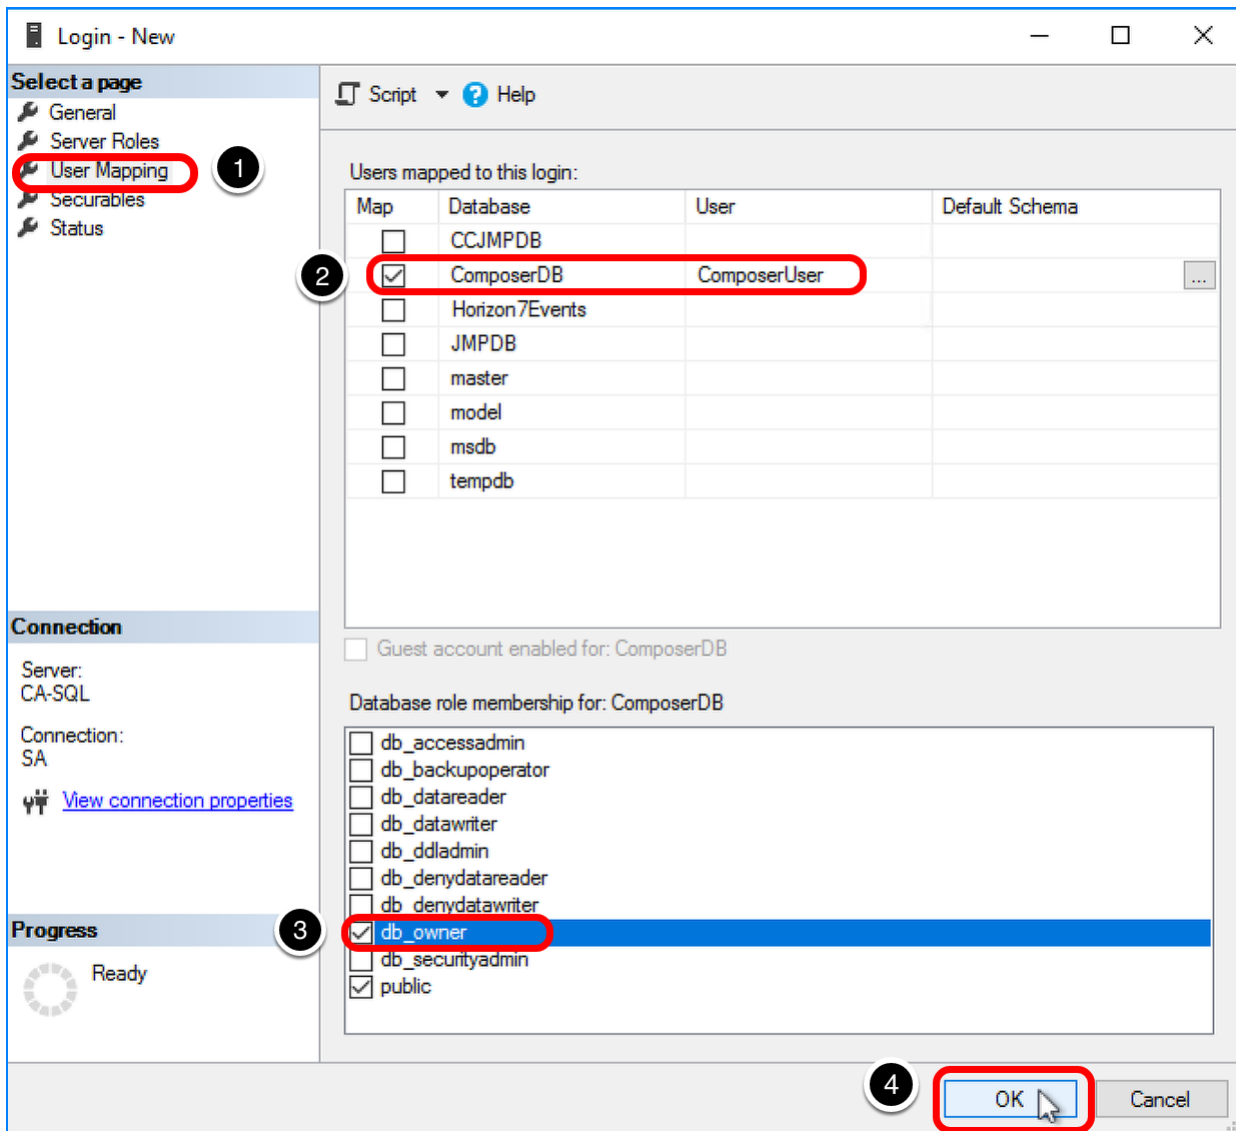 Login - New
Select a page
General
Server Roles
User Mapping
Securables
Status
1
Script
Help
Users mapped to this login:
Map Database User Default Schema
CCJMPDB
2
ComposerDB ComposerUser ...
Horizon7Events
JMPDB
master
model
msdb
tempdb
Guest account enabled for: ComposerDB
Connection
Server:
CA-SQL
Connection:
SA
View connection properties
Database role membership for: ComposerDB
db_accessadmin
db_backupoperator
db_datareader
db_datawriter
db_ddladmin
db_denydatareader
db_denydatawriter
3
db_owner
db_securityadmin
public
Progress
Ready
4
OK Cancel